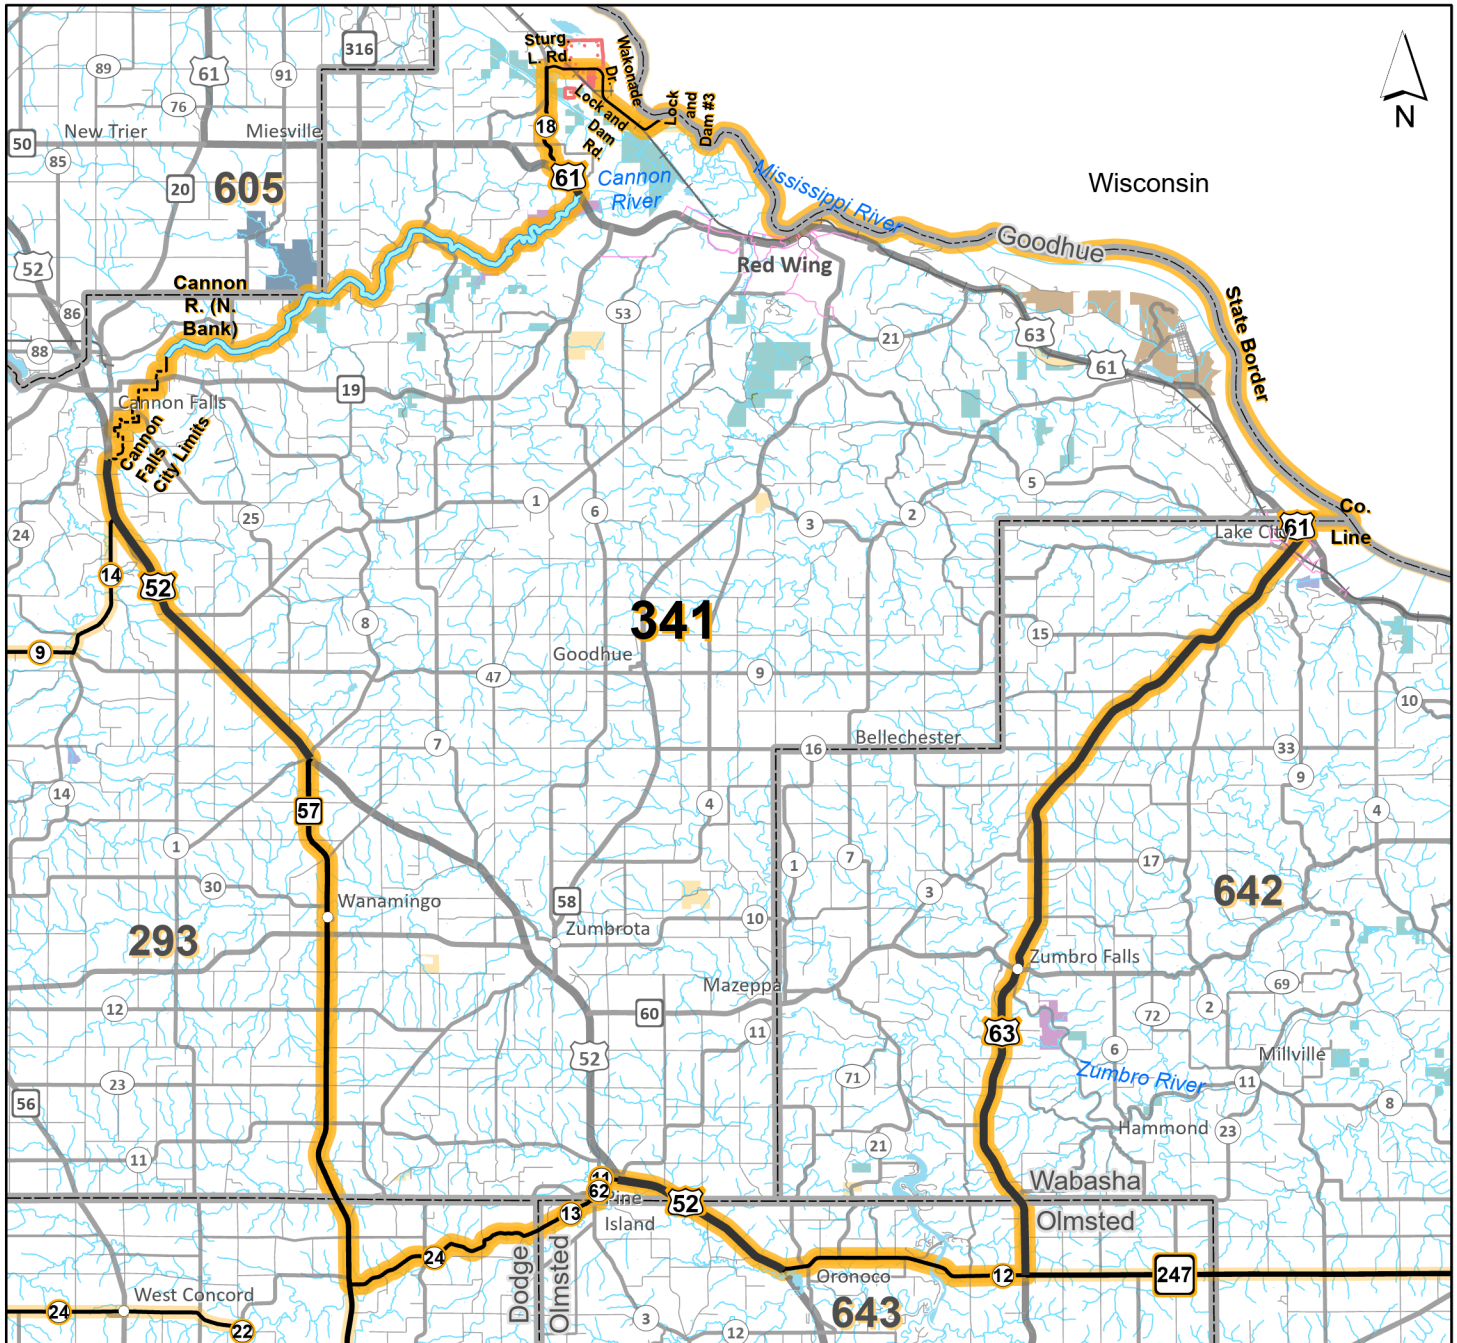 Sturg.
L. Rd.
Wakonade
Dr.
Lock and
Dam
Rd.
Lock
and
Dam #3
316
89
61
91
76
50
New Trier
Miesville
18
85
20
605
61
Cannon
River
Mississippi River
Wisconsin
N
52
Goodhue
Red Wing
Cannon
R. (N.
Bank)
86
88
53
21
63
61
State Border
19
Cannon Falls
Cannon
Falls
City Limits
1
6
5
2
3
25
24
Co.
Line
61
Lake City
14
52
8
341
15
9
Goodhue
47
9
10
7
16
Bellechester
33
9
14
57
4
4
1
1
7
17
30
58
3
642
Wanamingo
10
Zumbrota
293
Zumbro Falls
Mazeppa
69
12
60
2
72
11
63
52
6
Millville
23
71
Zumbro River
11
56
8
Hammond
23
21
11
11
62
Pine
Island
13
52
Wabasha
Olmsted
24
Dodge
Olmsted
Oronoco
12
247
West Concord
24
22
3
12
643